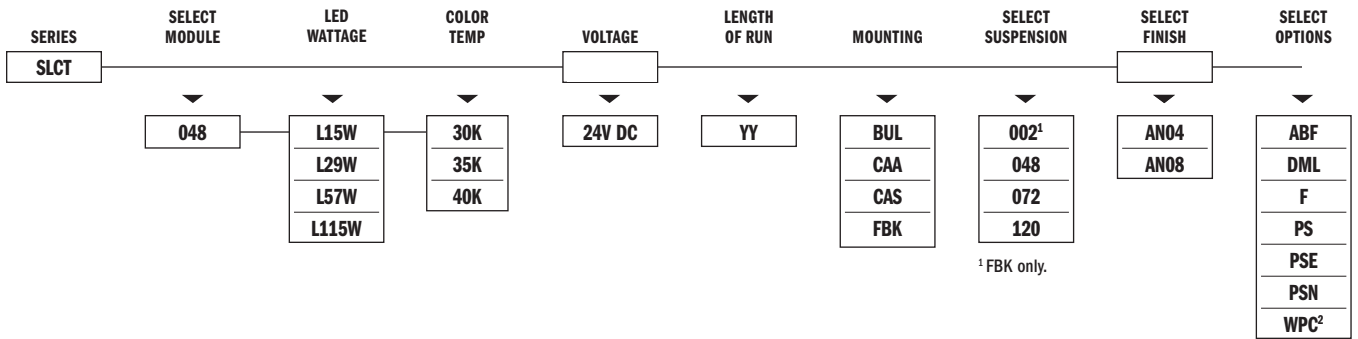 SERIES
SELECT
MODULE
LED
WATTAGE
COLOR
TEMP
VOLTAGE
LENGTH
OF RUN
MOUNTING
SELECT
SUSPENSION
SELECT
FINISH
SELECT
OPTIONS
SLCT
048
L15W
L29W
L57W
L115W
30K
35K
40K
24V DC
YY
BUL
CAA
CAS
FBK
002¹
048
072
120
¹ FBK only.
AN04
AN08
ABF
DML
F
PS
PSE
PSN
WPC²